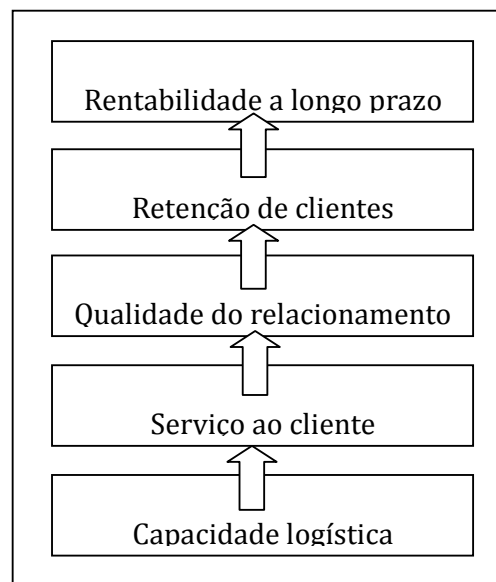 Rentabilidade a longo prazo
Retenção de clientes
Qualidade do relacionamento
Serviço ao cliente
Capacidade logística